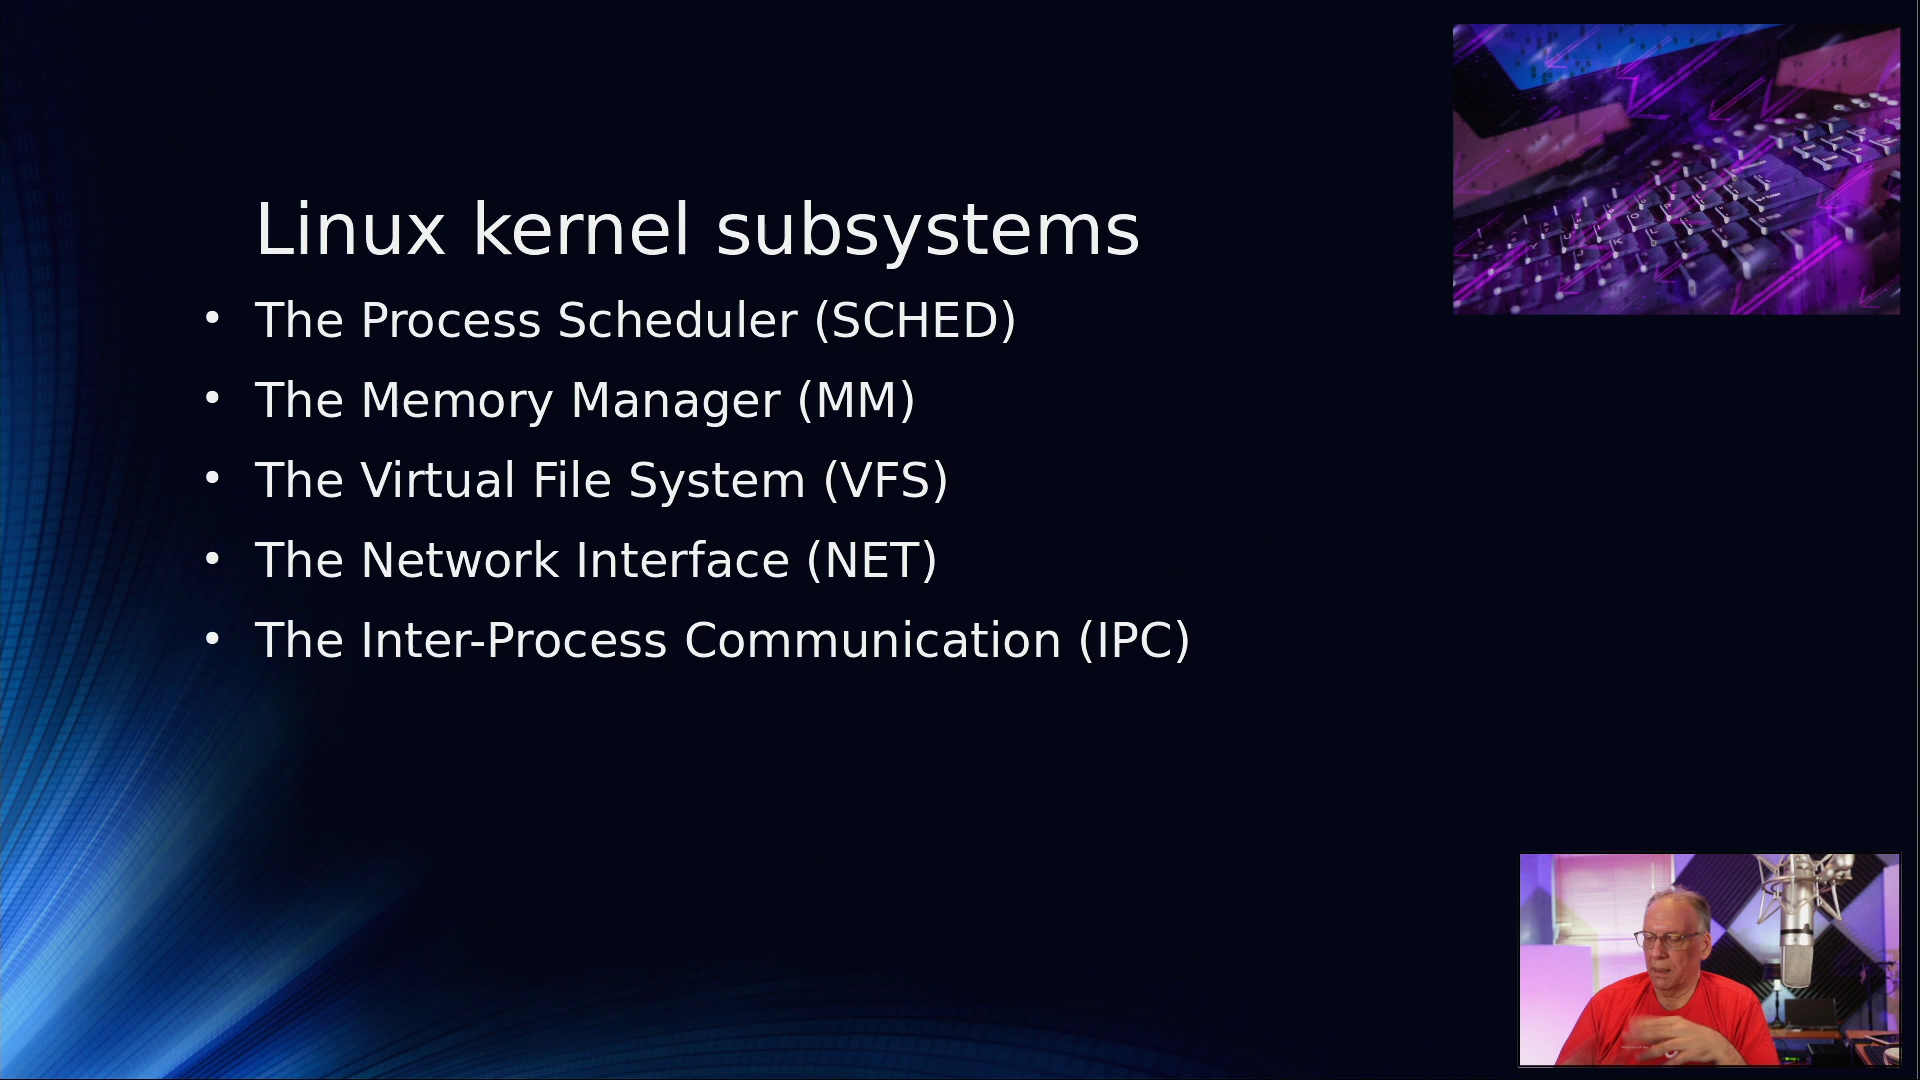 Linux kernel subsystems
• The Process Scheduler (SCHED)
• The Memory Manager (MM)
• The Virtual File System (VFS)
• The Network Interface (NET)
• The Inter-Process Communication (IPC)